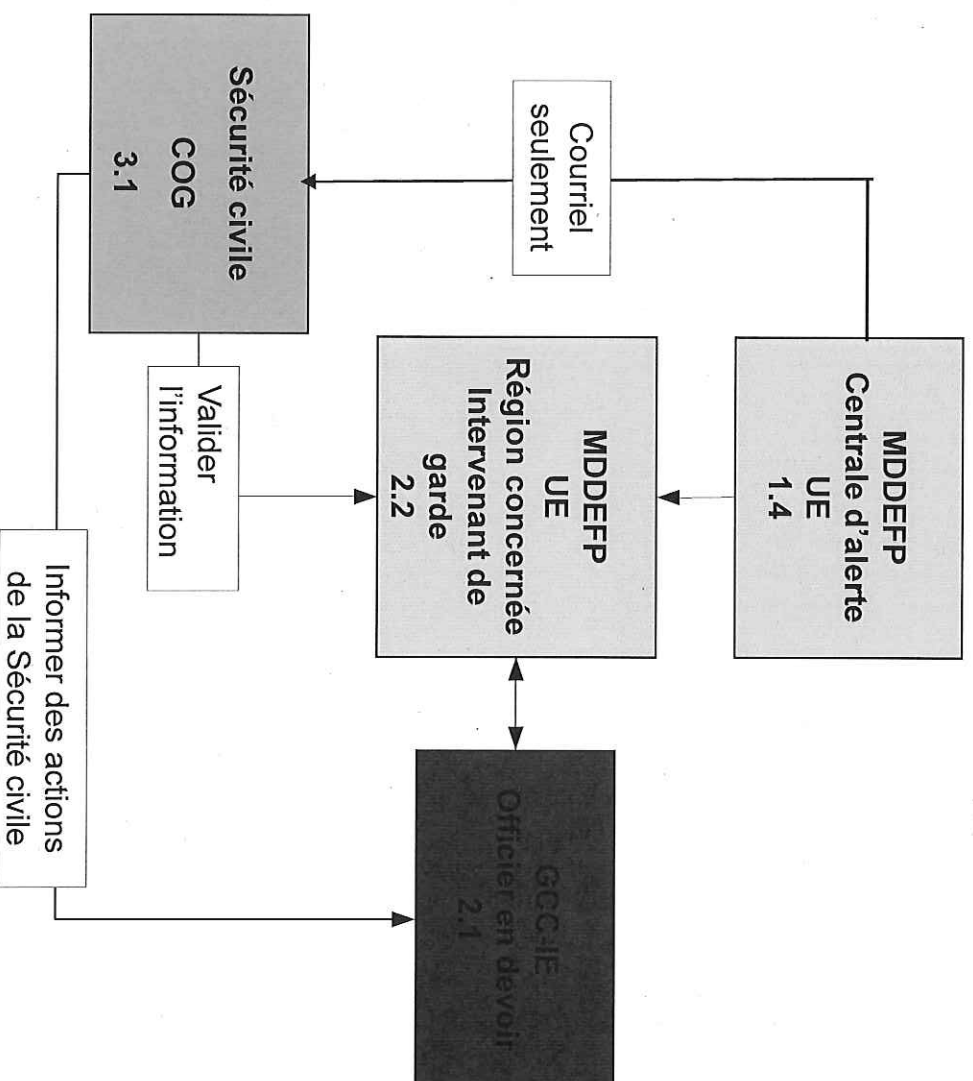 MDDEFP
Centrale d'alerte
UE
1.4
Courriel
seulement
MDDEFP
UE
Région concernée
Intervenant de
garde
2.2
Sécurité civile
COG
3.1
Valider
l'information
GCC-IE
Officier en devoir
2.1
Informer des actions
de la Sécurité civile